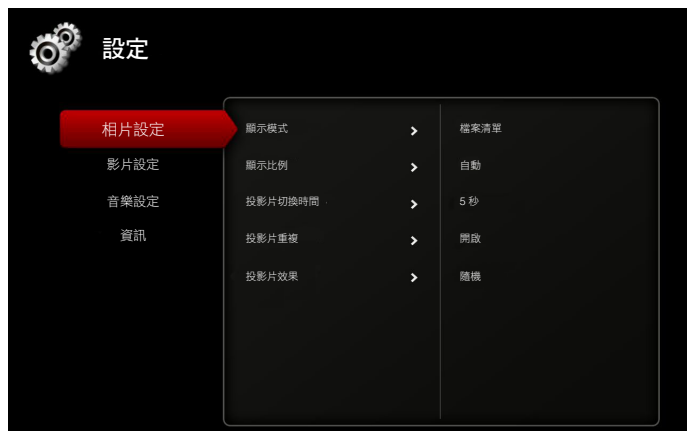 設定
相片設定
影片設定
音樂設定
資訊
顯示模式 檔案清單
顯示比例 自動
投影片切換時間 5 秒
投影片重複 開啟
投影片效果 隨機